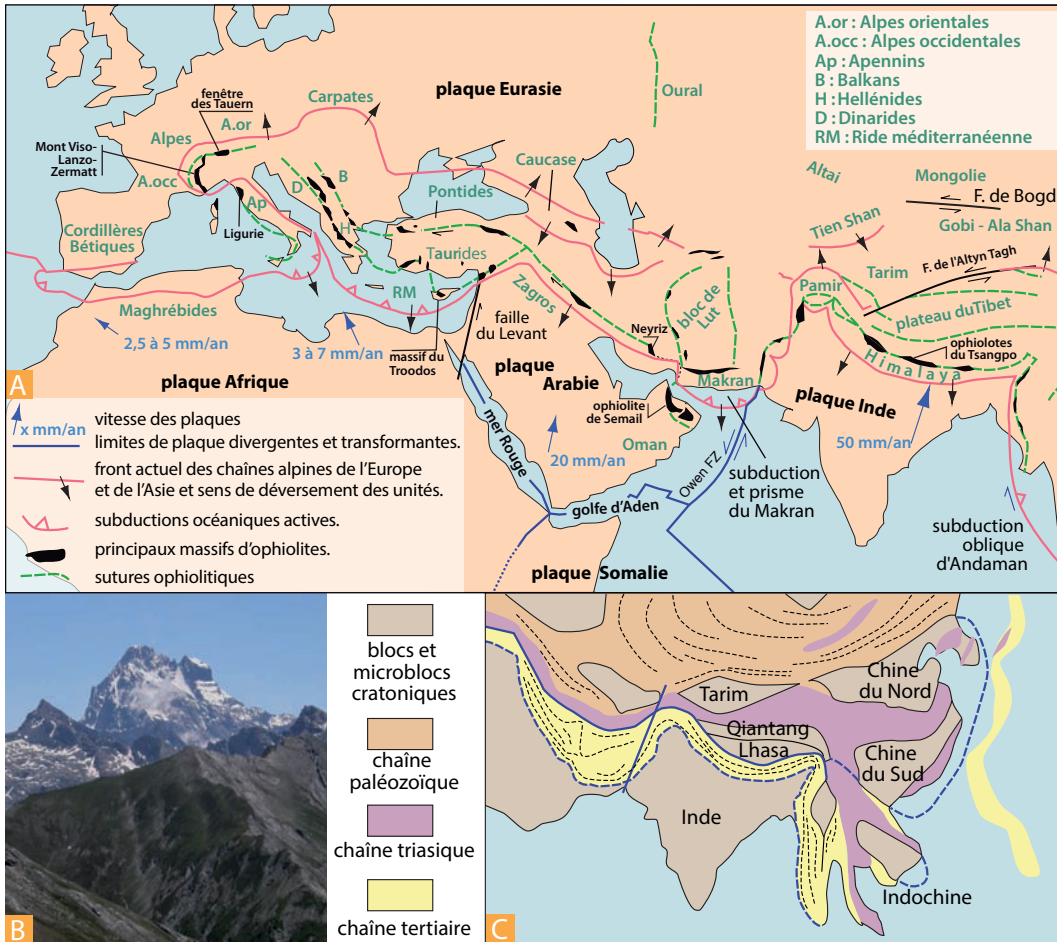 A.or : Alpes orientales
A.occ : Alpes occidentales
Ap : Apennins
B : Balkans
H : Hellénides
D : Dinarides
RM : Ride méditerranéenne
plaque Eurasie
Oural
fenêtre
des Tauern
Carpates
A.or
Alpes
Mont Viso-
Lanzo-
Zermatt
A.occ
Caucase
Altaï
Mongolie
F. de Bogd
Pontides
D
B
Ap
Ligurie
H
Cordillères
Bétiques
Tien Shan
Gobi - Ala Shan
F. de l'Altyn Tagh
Tarim
Taurides
Pamir
RM
Zagros
bloc de
Lut
plateau duTibet
Maghrébides
faille
du Levant
Neyriz
ophiolotes
du Tsangpo
Himalaya
2,5 à 5 mm/an
3 à 7 mm/an
massif du
Troodos
plaque
Arabie
Makran
plaque Inde
A
plaque Afrique
ophiolite
de Semail
Oman
mer Rouge
20 mm/an
50 mm/an
Owen FZ
subduction
et prisme
du Makran
golfe d'Aden
plaque Somalie
subduction
oblique
d'Andaman
x mm/an
vitesse des plaques
limites de plaque divergentes et transformantes.
front actuel des chaînes alpines de l'Europe
et de l'Asie et sens de déversement des unités.
subductions océaniques actives.
principaux massifs d'ophiolites.
sutures ophiolitiques
B
blocs et
microblocs
cratoniques
chaîne
paléozoïque
chaîne triasique
chaîne tertiaire
Tarim
Chine
du Nord
Qiantang
Lhasa
Chine
du Sud
Inde
Indochine
C